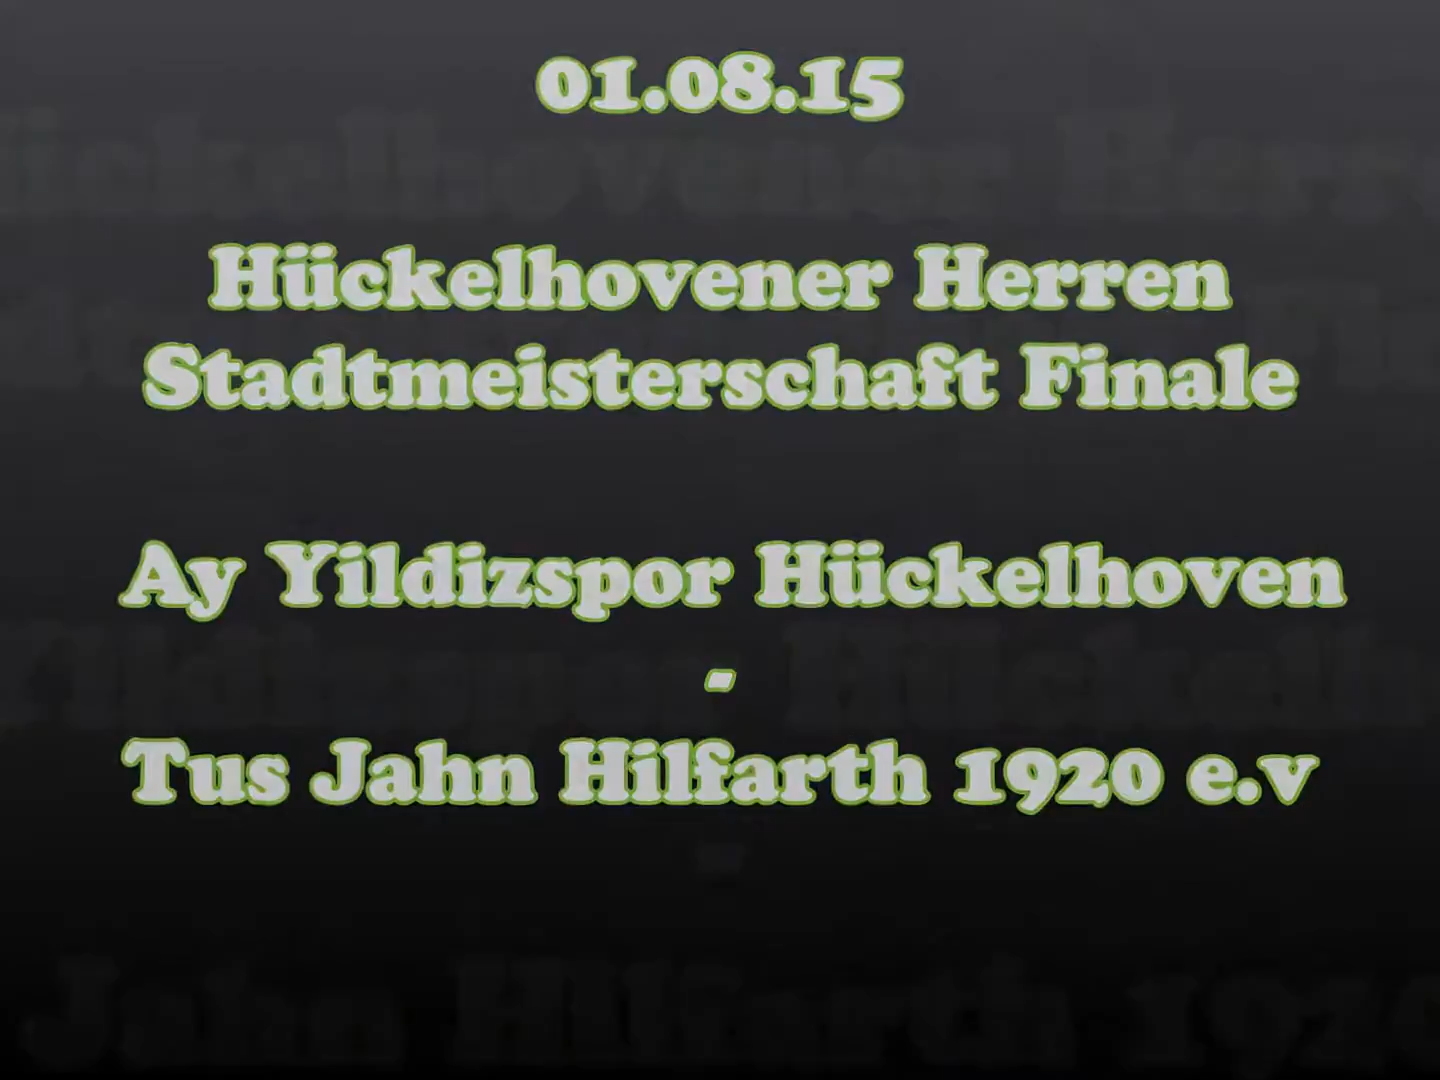 01.08.15
Hückelhovener Herren
Stadtmeisterschaft Finale
Ay Yildizspor Hückelhoven
-
Tus Jahn Hilfarth 1920 e.v